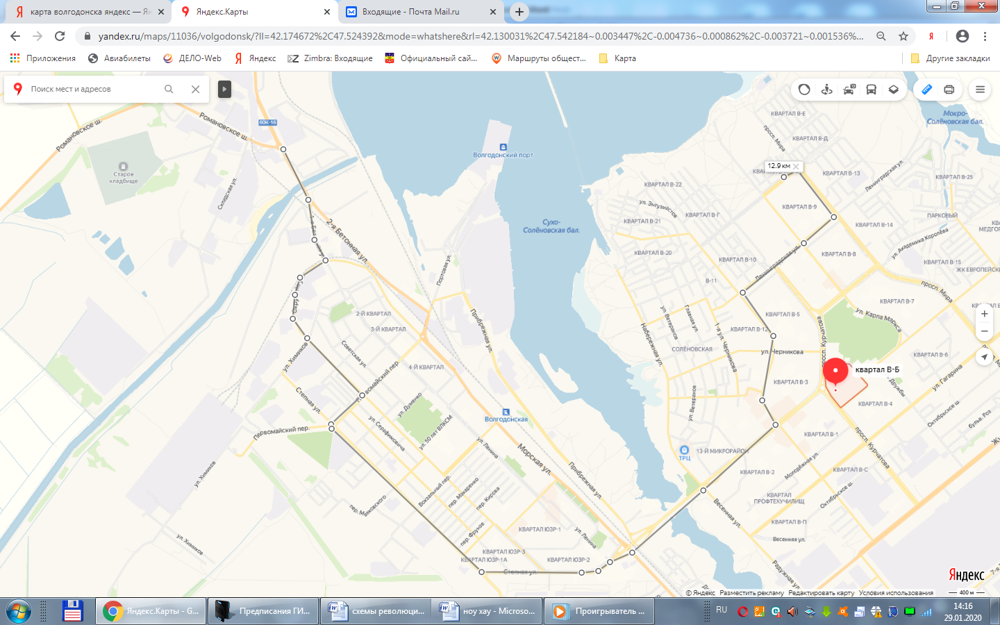 карта волгодонска яндекс — Ян
Яндекс.Карты
Входящие - Почта Mail.ru
yandex.ru/maps/11036/volgodonsk/?ll=42.174672%2C47.524392&mode=whatshere&rl=42.130031%2C47.542184~0.003447%2C-0.004736~0.000862%2C-0.003721~0.001536%...
Приложения
Авиабилеты
ДЕЛО-Web
Яндекс
Zimbra: Входящие
Официальный сай...
Маршруты общест...
Карта
Другие закладки
Поиск мест и адресов
Романовское ш.
Романовское ш.
60К-16
Старое
кладбище
Складская ул.
Волгодонский порт
Сухо-
Солёновская бал.
Мокро-
Солёновская бал.
КВАРТАЛ В-Е
просп. Мира
КВАРТАЛ В-Д
12.9 км
КВАРТАЛ В-13
Ленинградская ул.
КВАРТАЛ В-25
КВАРТАЛ В-22
ул. Энтузиастов
КВАРТАЛ В-Г
КВАРТАЛ В-9
КВАРТАЛ В-21
КВАРТАЛ В-14
ПАРКОВЫЙ
КВА
МЕДГОР
ул. Академика Королёва
2-я Бетонная ул.
КВАРТАЛ В-20
КВАРТАЛ В-10
КВАРТАЛ В-8
КВАРТАЛ В-15
ЖК ЕВРОПЕЙСКИЙ
Ленинградская ул.
Портовая ул.
В-11
просп. Мира
КВАРТАЛ В-7
2-Й КВАРТАЛ
3-Й КВАРТАЛ
Прибрежная ул.
ул. Ветеранов
Главная ул.
КВАРТАЛ В-5
ул. Карла Маркса
Набережная ул.
1-я ул. Черникова
КВАРТАЛ В-12
просп. Курчатова
СОЛЁНОВСКАЯ
ул. Черникова
КВАРТАЛ В-6
ул. Химиков
Советская ул.
4-Й КВАРТАЛ
Первомайский пер.
квартал В-Б
ул. Гагарина
КВАРТАЛ В-3
Дружбы
Степная ул.
ул. Думенко
ул. Ветеранов
КВАРТАЛ В-4
Октябрьское ш.
бульв. Роз
Волгодонская
ул. 50 лет ВЛКСМ
ул. Серафимовича
Первомайский пер.
КВАРТАЛ В-1
просп. Курчатова
ул. Ленина
Морская ул.
ТРЦ
13-Й МИКРОРАЙОН
Молодёжная ул.
КВАРТАЛ В-С
КВАРТАЛ В-2
ул. Химиков
Прибрежная ул.
Вокзальный пер.
пер. Макаренко
пер. Кирова
КВАРТАЛ
ПРОФТЕХУЧИЛИЩ
Октябрьское ш.
пер. Маяковского
Весенняя ул.
КВАРТАЛ В-П
КВАРТАЛ ЮЗР-1
пер. Фрунзе
ул. Ленина
Весенняя ул.
ул. Химиков
КВАРТАЛ ЮЗР-3
КВАРТАЛ ЮЗР-1А
КВАРТАЛ ЮЗР-2
Степная ул.
Радужная ул.
7-я
Яндекс
© Яндекс
Разместить рекламу
Редактировать карту
Условия использования
400 м
Яндекс.Карты - G...
Предписания ГИ...
схемы революци...
ноу хау - Microso...
Проигрыватель ...
RU
14:16
29.01.2020